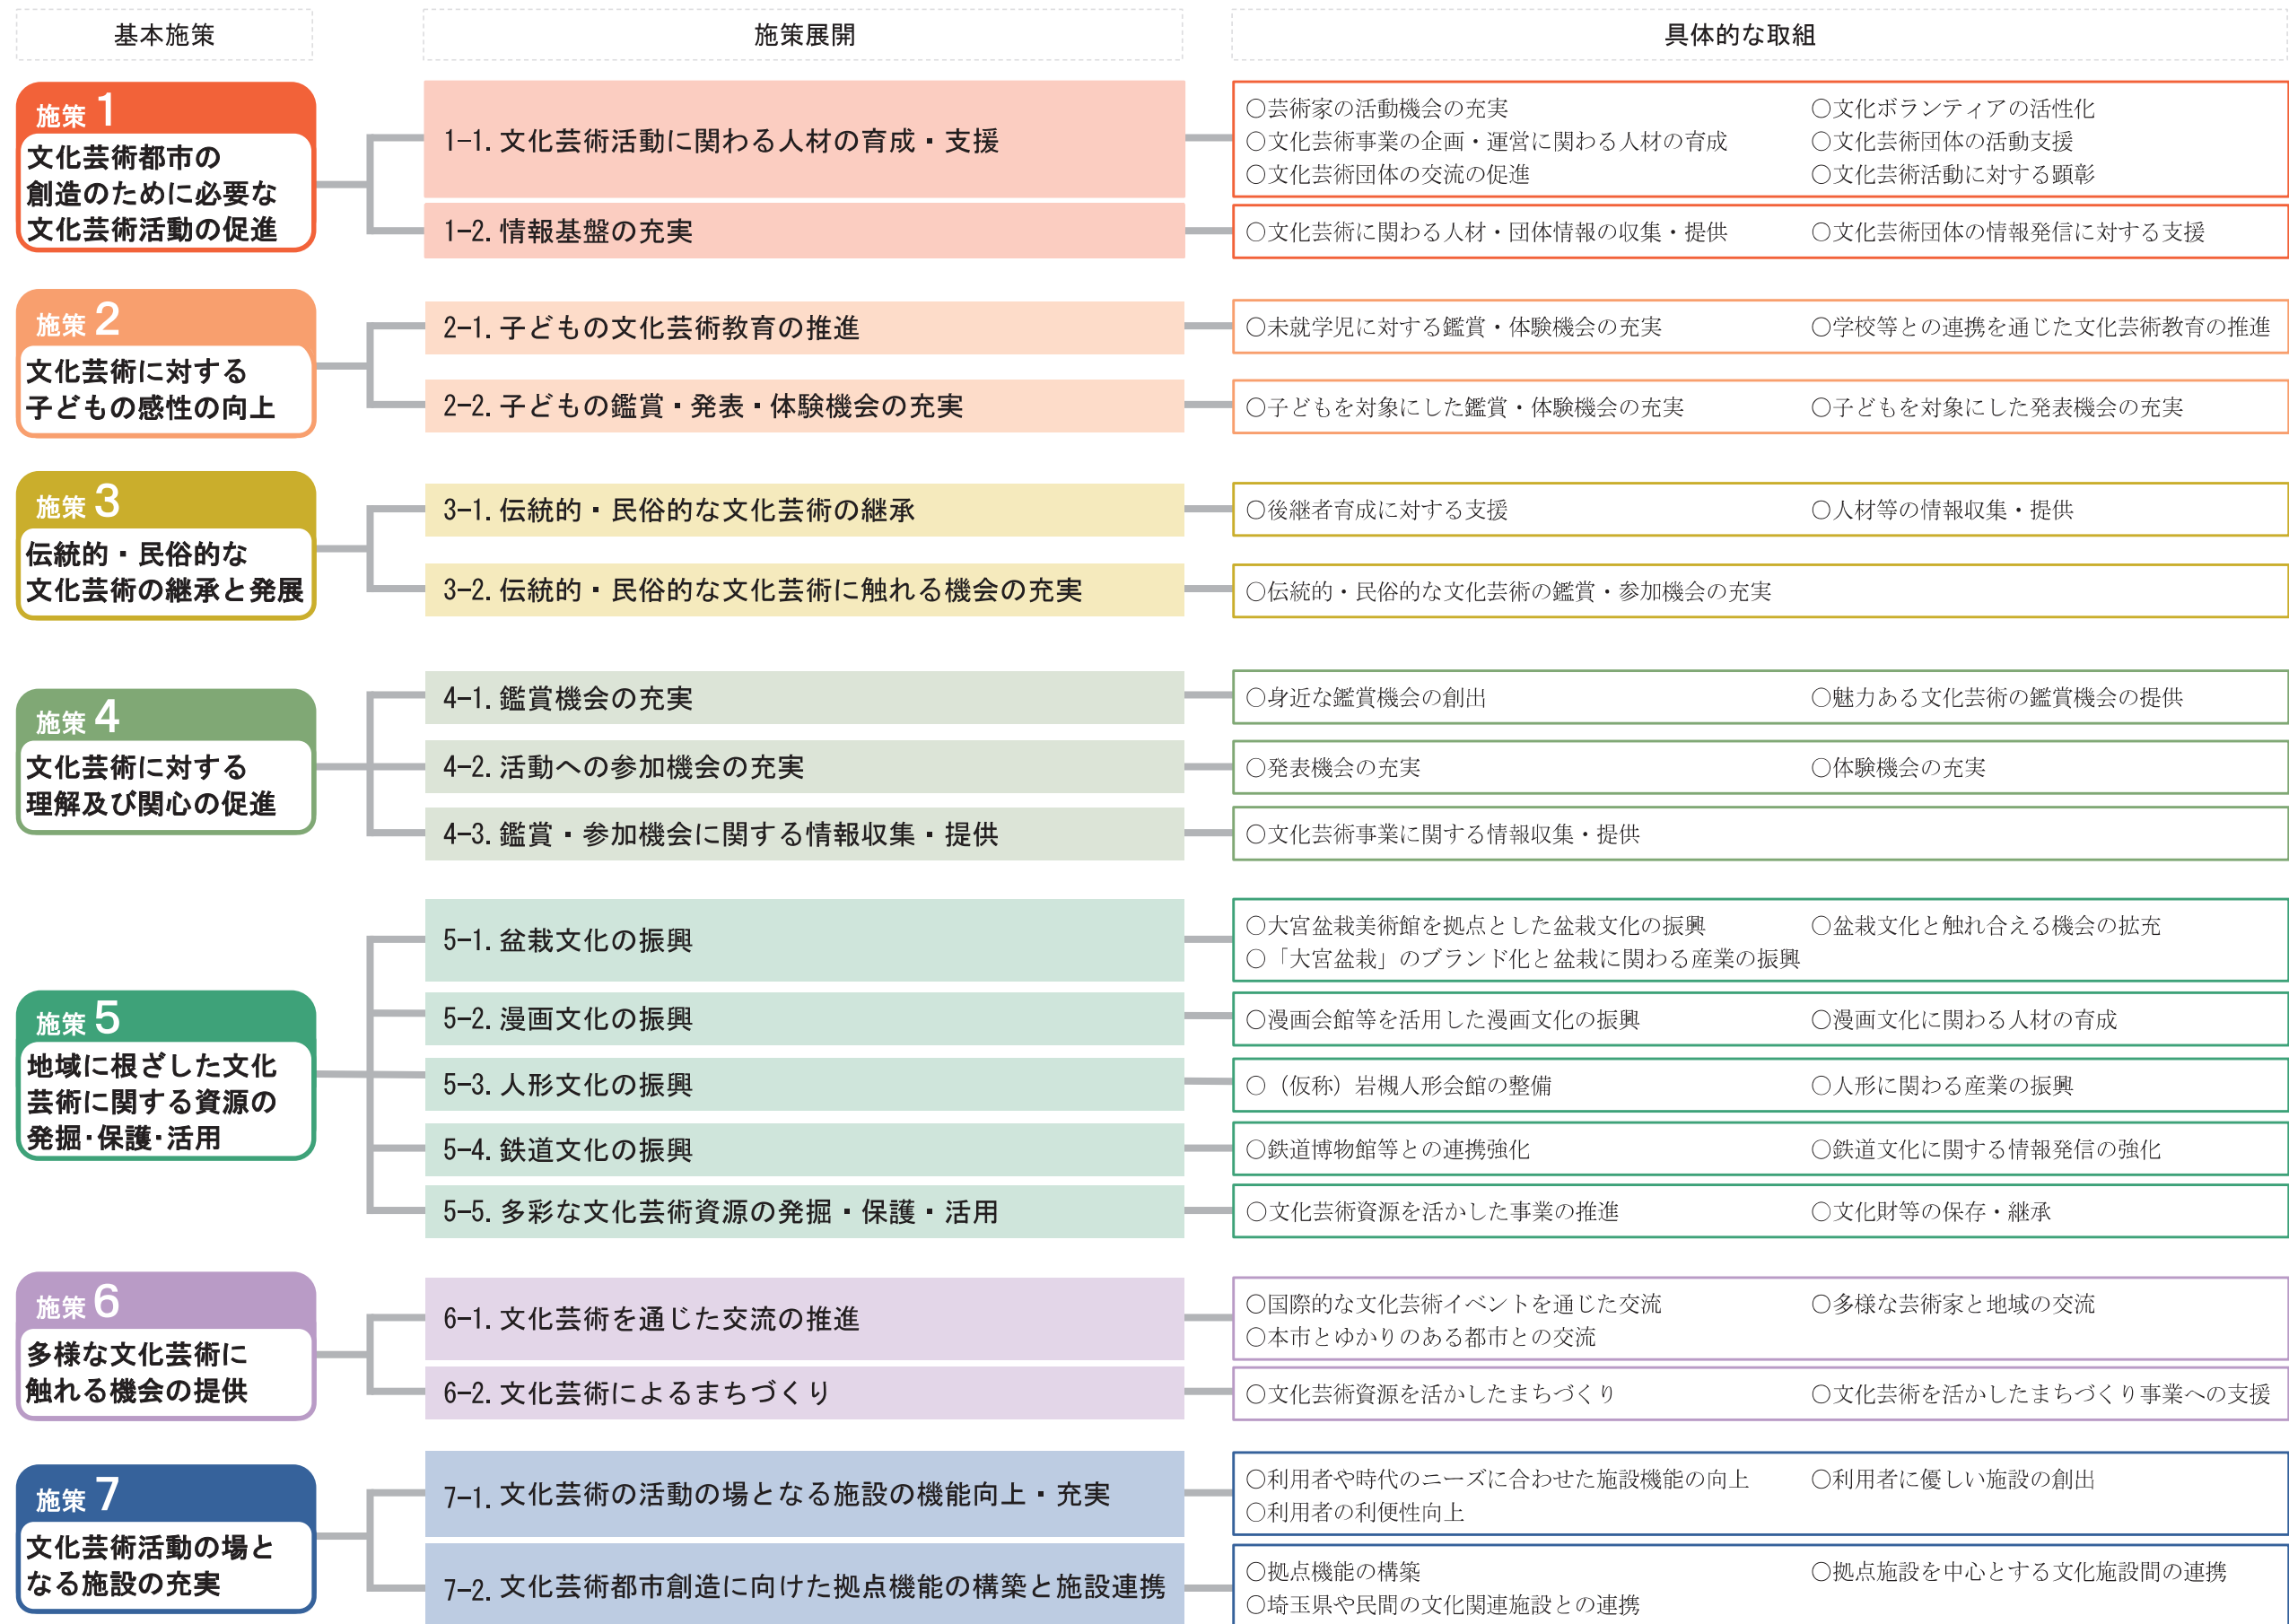 基本施策
施策展開
具体的な取組
施策 1
文化芸術都市の
創造のために必要な
文化芸術活動の促進
1-1. 文化芸術活動に関わる人材の育成・支援
○芸術家の活動機会の充実
○文化ボランティアの活性化
○文化芸術事業の企画・運営に関わる人材の育成
○文化芸術団体の活動支援
○文化芸術団体の交流の促進
○文化芸術活動に対する顕彰
1-2. 情報基盤の充実
○文化芸術に関わる人材・団体情報の収集・提供
○文化芸術団体の情報発信に対する支援
施策 2
文化芸術に対する
子どもの感性の向上
2-1. 子どもの文化芸術教育の推進
○未就学児に対する鑑賞・体験機会の充実
○学校等との連携を通じた文化芸術教育の推進
2-2. 子どもの鑑賞・発表・体験機会の充実
○子どもを対象にした鑑賞・体験機会の充実
○子どもを対象にした発表機会の充実
施策 3
伝統的・民俗的な
文化芸術の継承と発展
3-1. 伝統的・民俗的な文化芸術の継承
○後継者育成に対する支援
○人材等の情報収集・提供
3-2. 伝統的・民俗的な文化芸術に触れる機会の充実
○伝統的・民俗的な文化芸術の鑑賞・参加機会の充実
施策 4
文化芸術に対する
理解及び関心の促進
4-1. 鑑賞機会の充実
○身近な鑑賞機会の創出
○魅力ある文化芸術の鑑賞機会の提供
4-2. 活動への参加機会の充実
○発表機会の充実
○体験機会の充実
4-3. 鑑賞・参加機会に関する情報収集・提供
○文化芸術事業に関する情報収集・提供
施策 5
地域に根ざした文化
芸術に関する資源の
発掘・保護・活用
5-1. 盆栽文化の振興
○大宮盆栽美術館を拠点とした盆栽文化の振興
○盆栽文化と触れ合える機会の拡充
○「大宮盆栽」のブランド化と盆栽に関わる産業の振興
5-2. 漫画文化の振興
○漫画会館等を活用した漫画文化の振興
○漫画文化に関わる人材の育成
5-3. 人形文化の振興
○（仮称）岩槻人形会館の整備
○人形に関わる産業の振興
5-4. 鉄道文化の振興
○鉄道博物館等との連携強化
○鉄道文化に関する情報発信の強化
5-5. 多彩な文化芸術資源の発掘・保護・活用
○文化芸術資源を活かした事業の推進
○文化財等の保存・継承
施策 6
多様な文化芸術に
触れる機会の提供
6-1. 文化芸術を通じた交流の推進
○国際的な文化芸術イベントを通じた交流
○多様な芸術家と地域の交流
○本市とゆかりのある都市との交流
6-2. 文化芸術によるまちづくり
○文化芸術資源を活かしたまちづくり
○文化芸術を活かしたまちづくり事業への支援
施策 7
文化芸術活動の場と
なる施設の充実
7-1. 文化芸術の活動の場となる施設の機能向上・充実
○利用者や時代のニーズに合わせた施設機能の向上
○利用者に優しい施設の創出
○利用者の利便性向上
7-2. 文化芸術都市創造に向けた拠点機能の構築と施設連携
○拠点機能の構築
○拠点施設を中心とする文化施設間の連携
○埼玉県や民間の文化関連施設との連携